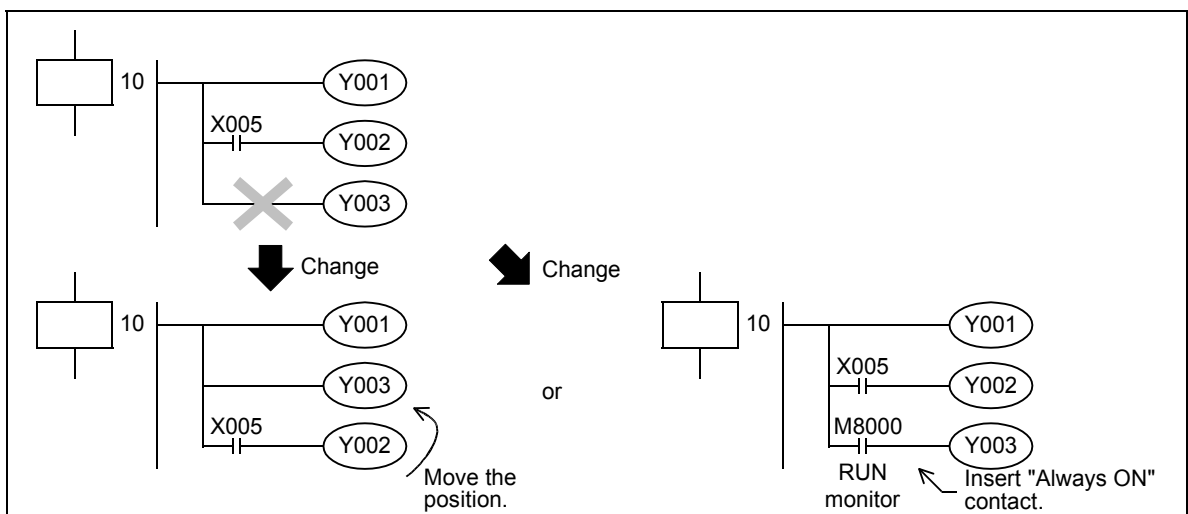 10
Y001
X005
Y002
Y003
Change
Change
10
Y001
Y003
X005
Y002
Move the
position.
or
10
Y001
X005
Y002
M8000
Y003
RUN
monitor
Insert "Always ON"
contact.